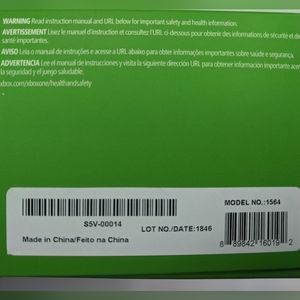 WARNING Read instruction manual and URL below for important safety and health information.
AVERTISSEMENT Lisez le manuel d'instruction et consultez l'URL ci-dessous pour obtenir des informations de sécurité et de
santé importantes.
AVISO Leia o manual de instruções e acesse a URL abaixo para obter informações importantes sobre saúde e segurança.
ADVERTENCIA Lee el manual de instrucciones y visita la siguiente dirección URL para obtener información importante acerca
la seguridad y el juego saludable.
xbox.com/xboxone/healthandsafety
S5V-00014
Made in China/Feito na China
LOT NO./DATE:1846
MODEL NO.:1564
8 89842 16019 2